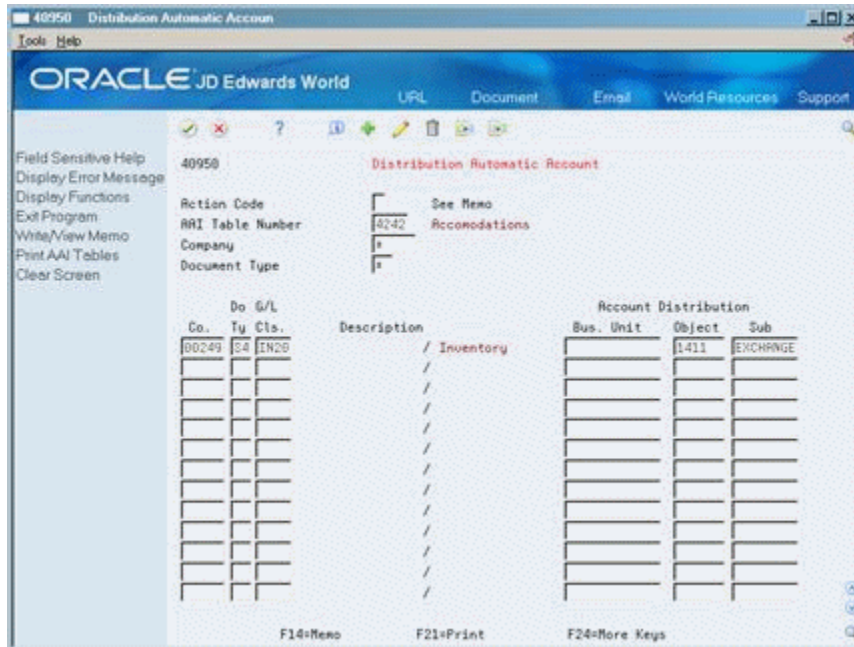 40950 Distribution Automatic Accoun
Tools Help
ORACLE JD Edwards World
URL Document Email World Resources Support
Field Sensitive Help
Display Error Message
Display Functions
Exit Program
Write/View Memo
Print AAI Tables
Clear Screen
40950 Distribution Automatic Account
Action Code See Memo
AAI Table Number 4242 Accomodations
Company *
Document Type *
Do G/L Account Distribution
Co. Ty Cls. Description Bus. Unit Object Sub
00249 S4 IN20 / Inventory 1411 EXCHANGE
/
/
/
/
/
/
/
/
/
/
/
/
F14=Memo F21=Print F24=More Keys